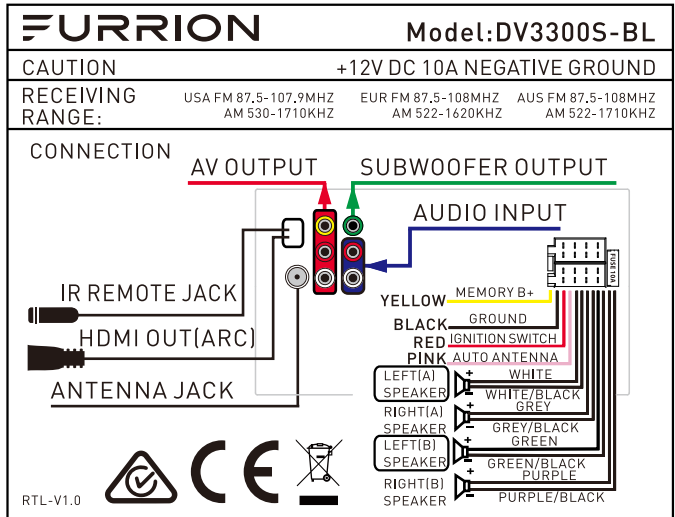 FURRION Model:DV3300S-BL
CAUTION +12V DC 10A NEGATIVE GROUND
RECEIVING RANGE:
USA FM 87.5-107.9MHZ
AM 530-1710KHZ
EUR FM 87.5-108MHZ
AM 522-1620KHZ
AUS FM 87.5-108MHZ
AM 522-1710KHZ
CONNECTION
AV OUTPUT
SUBWOOFER OUTPUT
AUDIO INPUT
IR REMOTE JACK
HDMI OUT(ARC)
ANTENNA JACK
FUSE 10A
YELLOW MEMORY B+
BLACK GROUND
RED IGNITION SWITCH
PINK AUTO ANTENNA
LEFT(A)
SPEAKER
+ WHITE
- WHITE/BLACK
RIGHT(A)
SPEAKER
+ GREY
- GREY/BLACK
LEFT(B)
SPEAKER
+ GREEN
- GREEN/BLACK
RIGHT(B)
SPEAKER
+ PURPLE
- PURPLE/BLACK
CE
RTL-V1.0